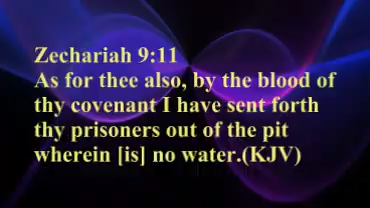 Zechariah 9:11
As for thee also, by the blood of
thy covenant I have sent forth
thy prisoners out of the pit
wherein [is] no water.(KJV)